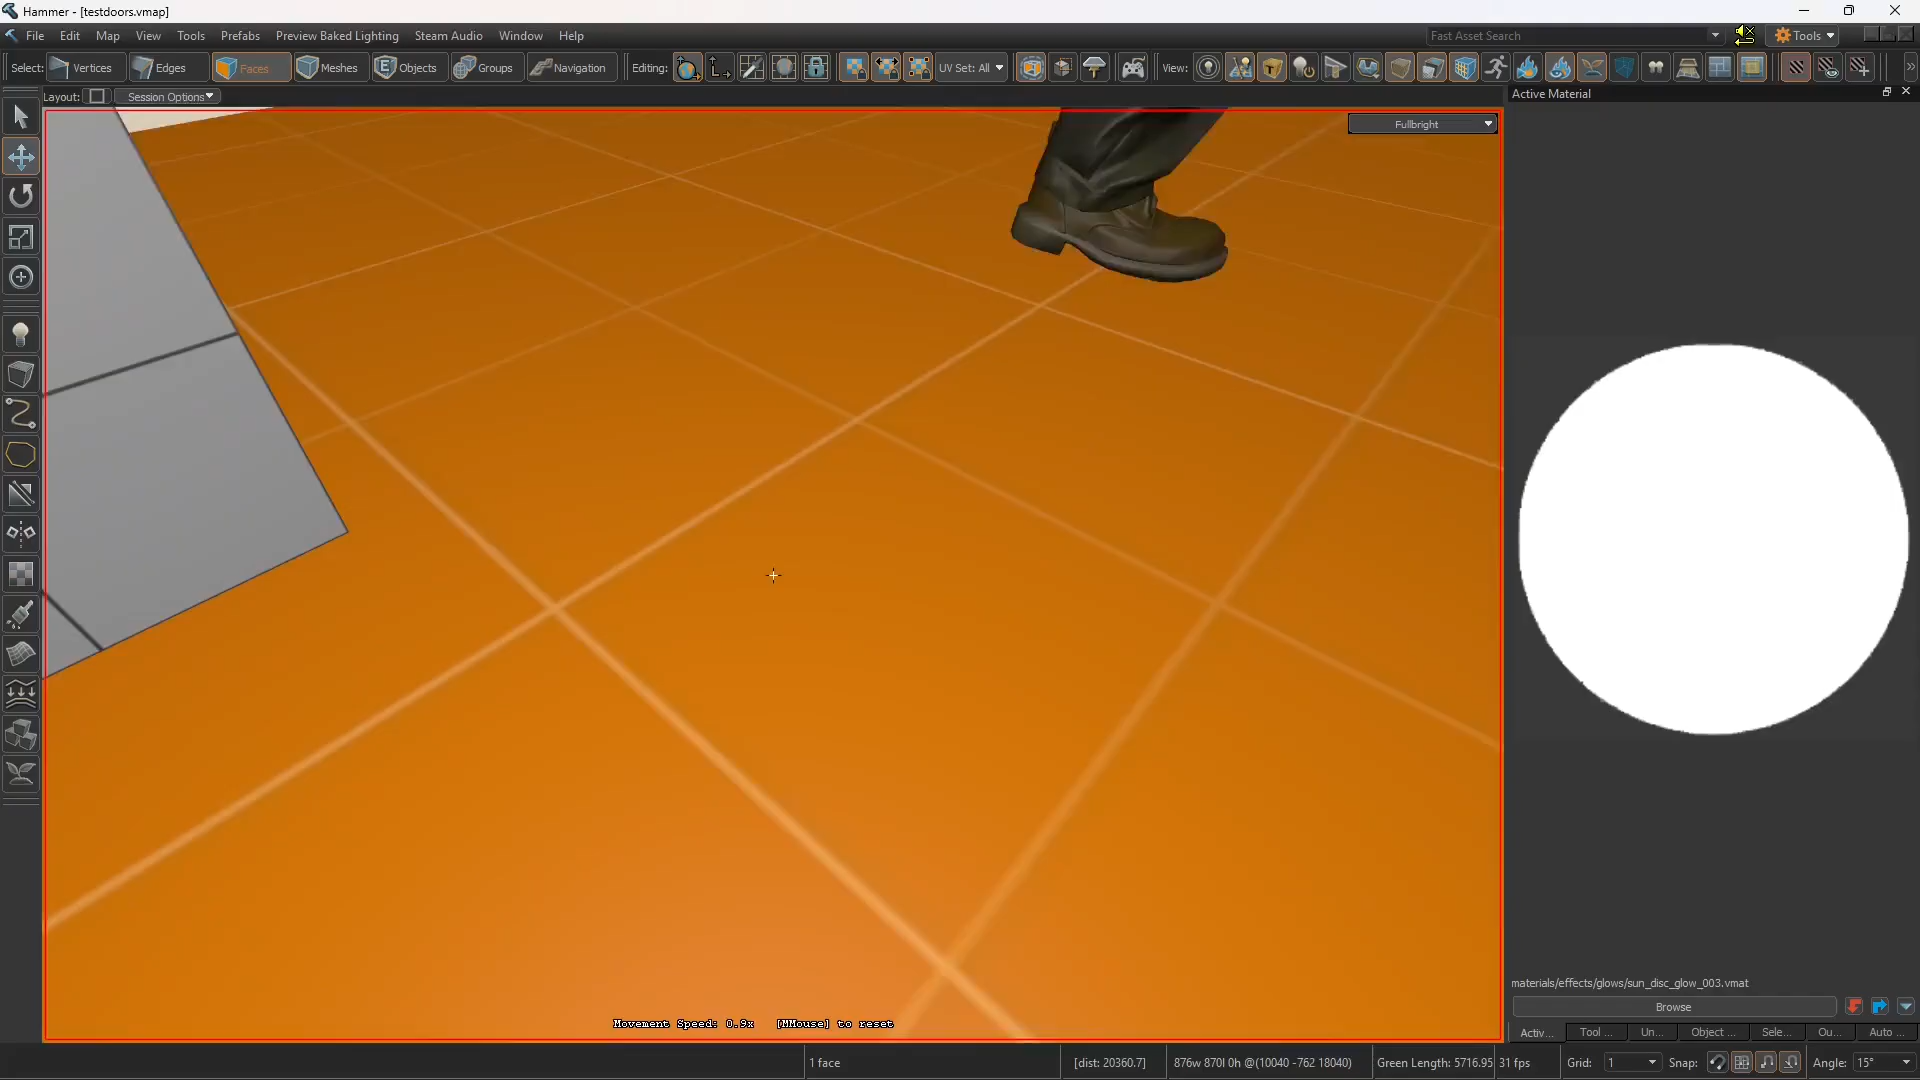 Hammer - [testdoors.vmap]
File Edit Map View Tools Prefabs Preview Baked Lighting Steam Audio Window Help
Fast Asset Search
Tools
Select: Vertices Edges Faces Meshes Objects Groups Navigation Editing: UV Set: All View:
Layout: Session Options
Active Material
Fullbright
materials/effects/glows/sun_disc_glow_003.vmat
Browse
Movement Speed: 0.9x [MMouse] to reset
Activ... Tool ... Un... Object ... Sele... Ou... Auto ...
1 face [dist: 20360.7] 876w 870l 0h @(10040 -762 18040) Green Length: 5716.95 31 fps Grid: 1 Snap: Angle: 15°